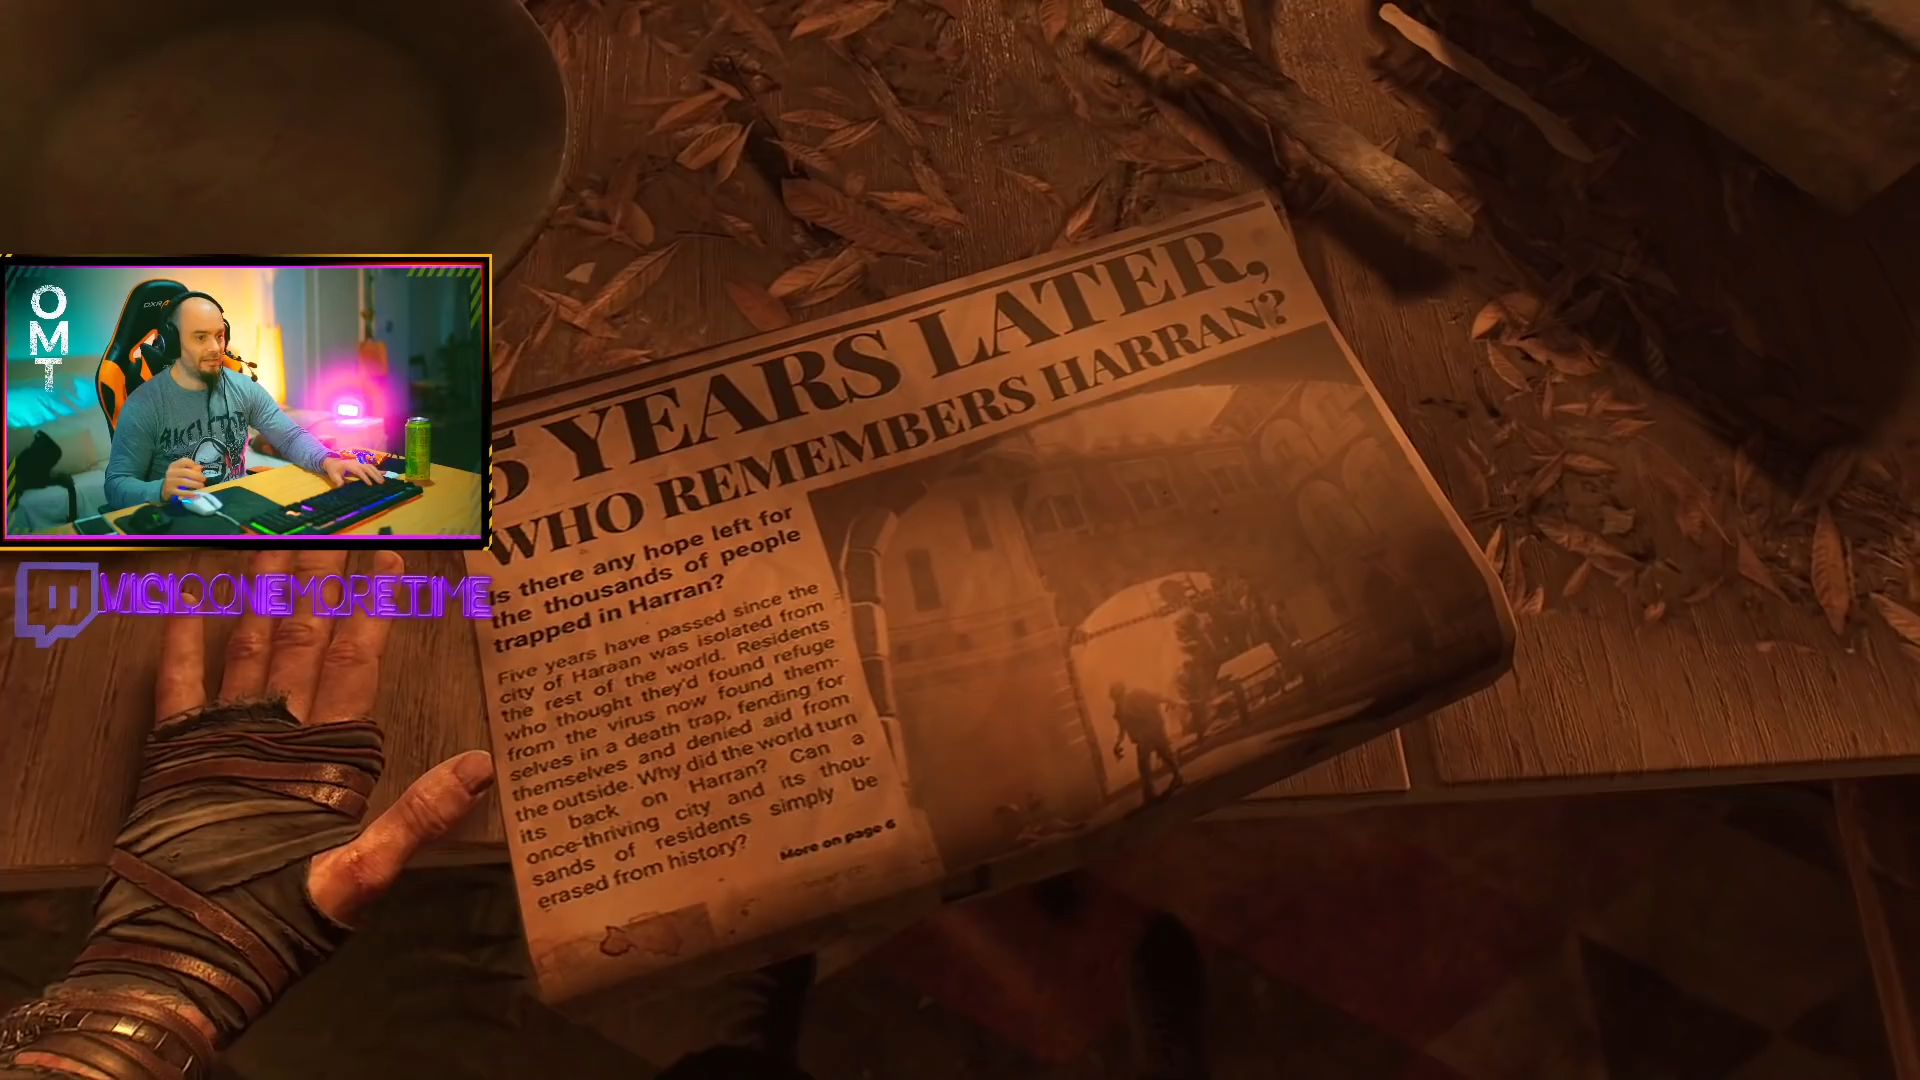 O
M
T
DXRACER
VIGIOONEMORETIME
5 YEARS LATER,
WHO REMEMBERS HARRAN?
Is there any hope left for
the thousands of people
trapped in Harran?
Five years have passed since the
city of Haraan was isolated from
the rest of the world. Residents
who thought they'd found refuge
from the virus now found them-
selves in a death trap, fending for
themselves and denied aid from
the outside. Why did the world turn
its back on Harran? Can a
once-thriving city and its thou-
sands of residents simply be
erased from history?
More on page 6